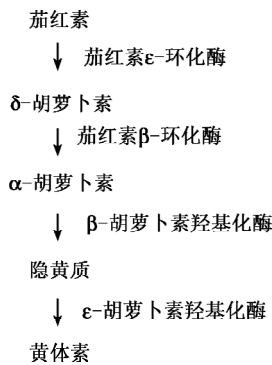 茄红素
茄红素ε-环化酶
δ-胡萝卜素
茄红素β-环化酶
α-胡萝卜素
β-胡萝卜素羟基化酶
隐黄质
ε-胡萝卜素羟基化酶
黄体素